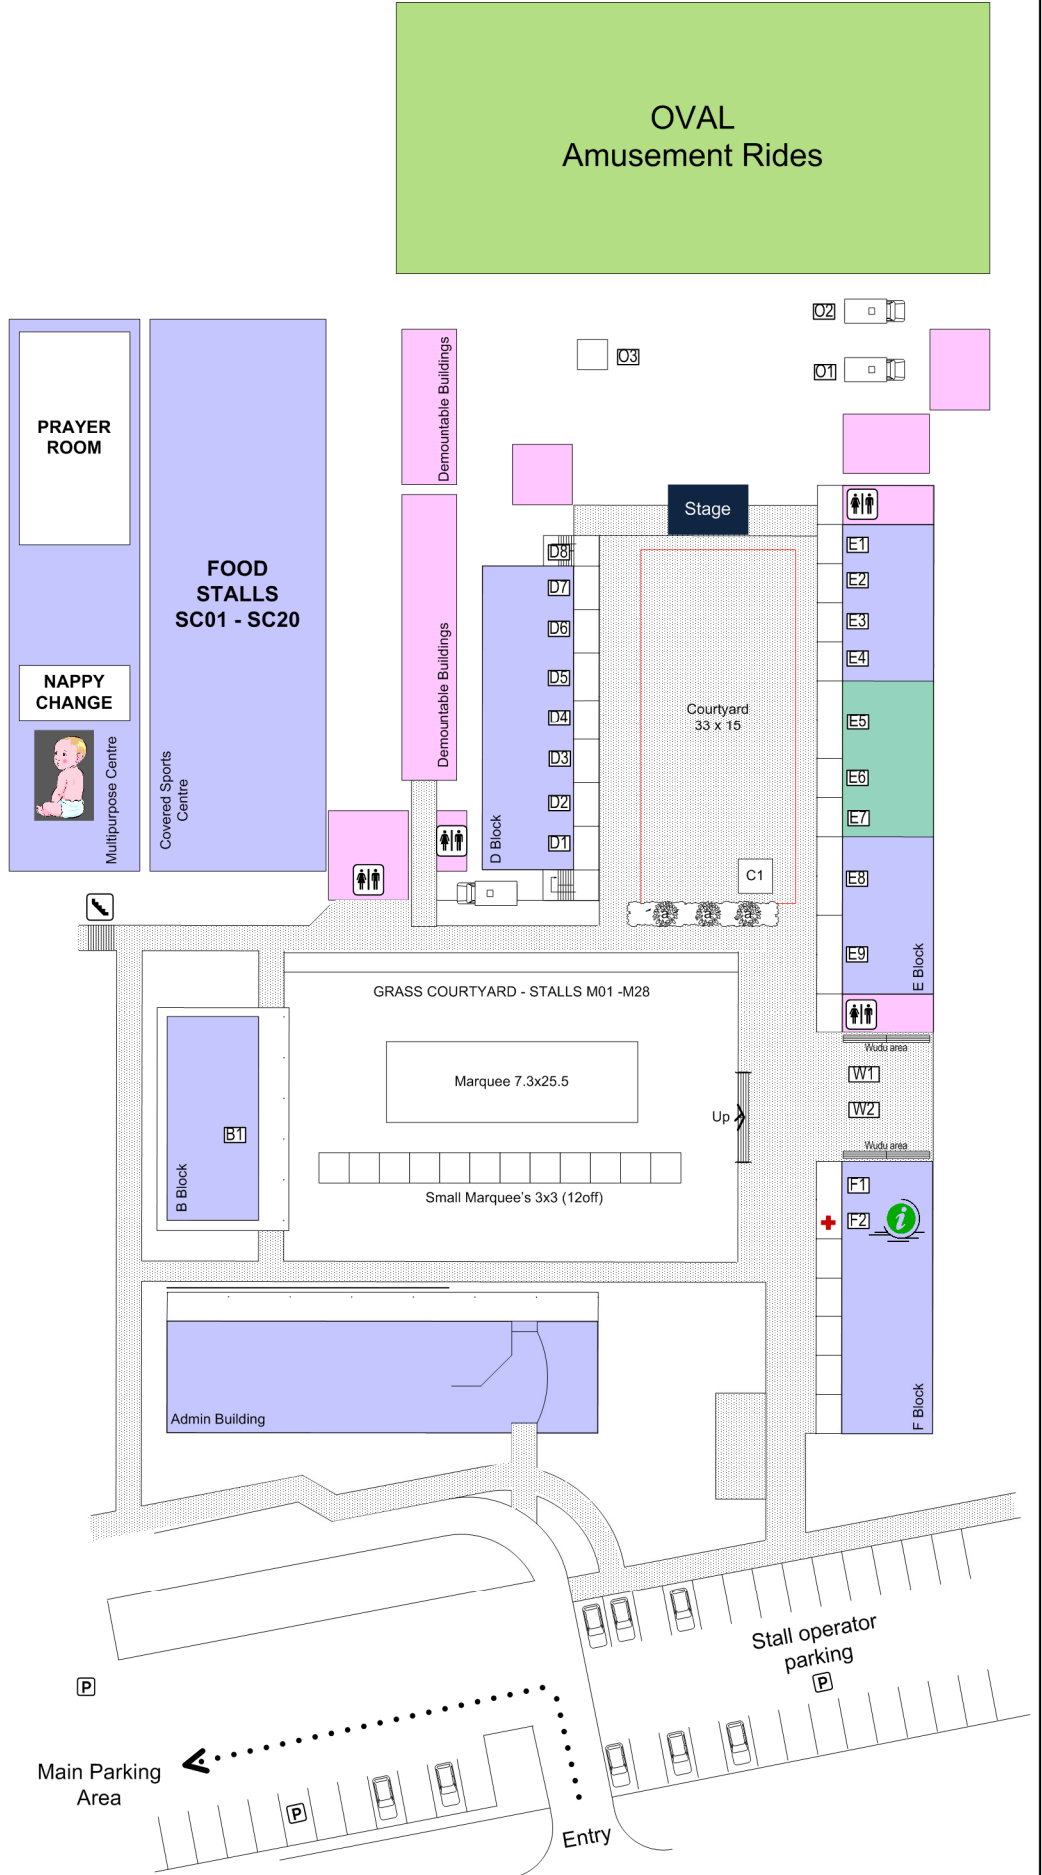 OVAL
Amusement Rides
O2
O3
O1
Demountable Buildings
PRAYER
ROOM
Stage
E1
D8
FOOD
STALLS
SC01 - SC20
E2
D7
E3
D6
E4
NAPPY
CHANGE
D5
Demountable Buildings
Courtyard
33 x 15
D4
E5
D3
E6
Multipurpose Centre
Covered Sports
Centre
D2
E7
D Block
D1
C1
E8
a
a
a
E9
E Block
GRASS COURTYARD - STALLS M01 -M28
Wudu area
Marquee 7.3x25.5
W1
Up
W2
B1
Wudu area
B Block
Small Marquee's 3x3 (12off)
F1
F2
i
Admin Building
F Block
Stall operator
parking
P
P
Main Parking
Area
P
Entry